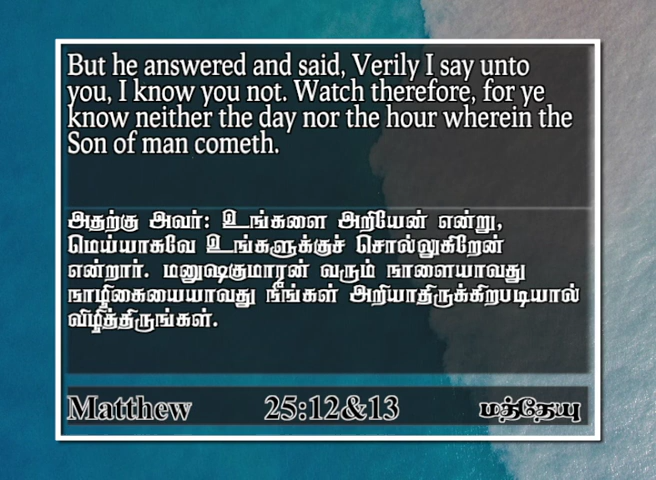 But he answered and said, Verily I say unto
you, I know you not. Watch therefore, for ye
know neither the day nor the hour wherein the
Son of man cometh.
அதற்கு அவர்: உங்களை அறியேன் என்று,
மெய்யாகவே உங்களுக்குச் சொல்லுகிறேன்
என்றார். மனுஷகுமாரன் வரும் நாளையாவது
நாழிகையையாவது நீங்கள் அறியாதிருக்கிறபடியால்
விழித்திருங்கள்.
Matthew 25:12&13 மத்தேயு